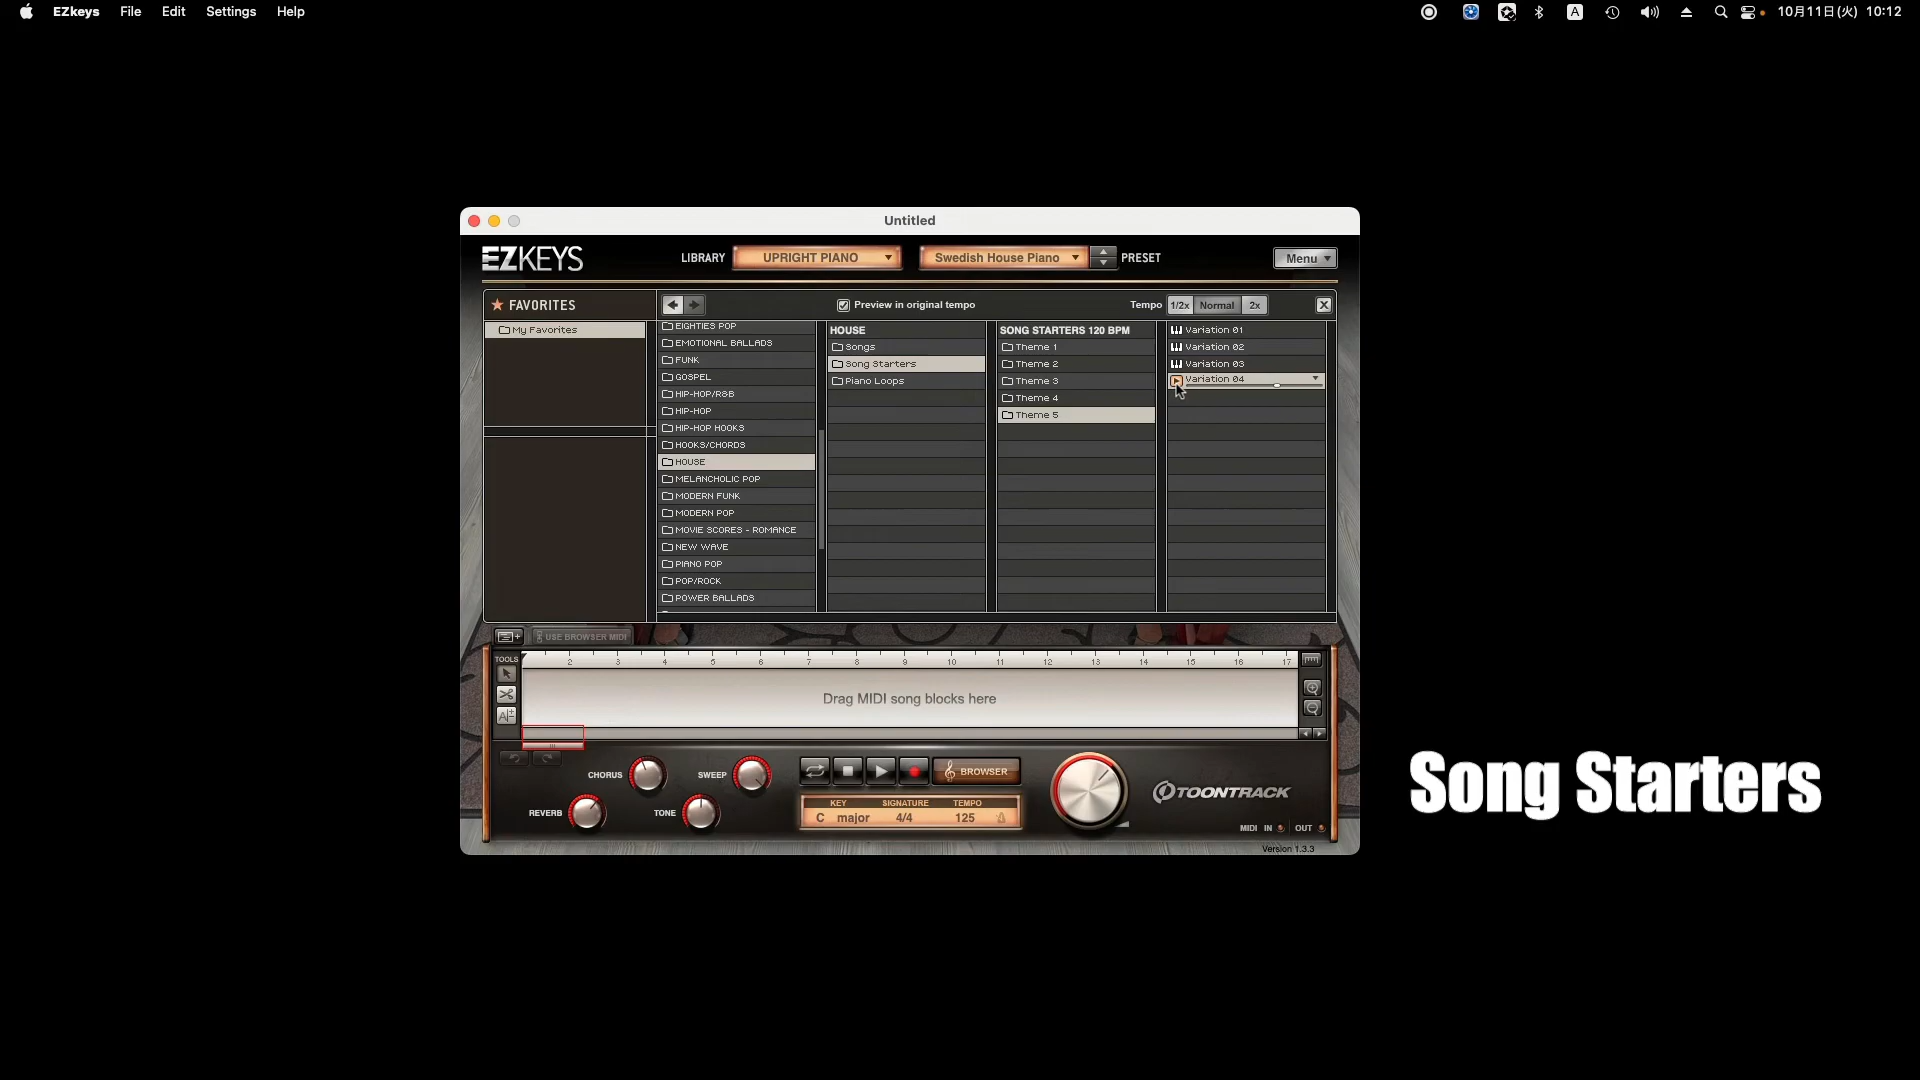 EZkeys File Edit Settings Help
A 10月11日(火) 10:12
Untitled
EZKEYS LIBRARY UPRIGHT PIANO Swedish House Piano PRESET Menu
FAVORITES Preview in original tempo Tempo 1/2x Normal 2x
My Favorites
EIGHTIES POP
EMOTIONAL BALLADS
FUNK
GOSPEL
HIP-HOP/R&B
HIP-HOP
HIP-HOP HOOKS
HOOKS/CHORDS
HOUSE
MELANCHOLIC POP
MODERN FUNK
MODERN POP
MOVIE SCORES - ROMANCE
NEW WAVE
PIANO POP
POP/ROCK
POWER BALLADS
HOUSE
Songs
Song Starters
Piano Loops
SONG STARTERS 120 BPM
Theme 1
Theme 2
Theme 3
Theme 4
Theme 5
Variation 01
Variation 02
Variation 03
Variation 04
USE BROWSER MIDI
TOOLS
2 3 4 5 6 7 8 9 10 11 12 13 14 15 16 17
Drag MIDI song blocks here
CHORUS SWEEP BROWSER
REVERB TONE
KEY SIGNATURE TEMPO
C major 4/4 125
TOONTRACK
MIDI IN OUT
Version 1.3.3
Song Starters